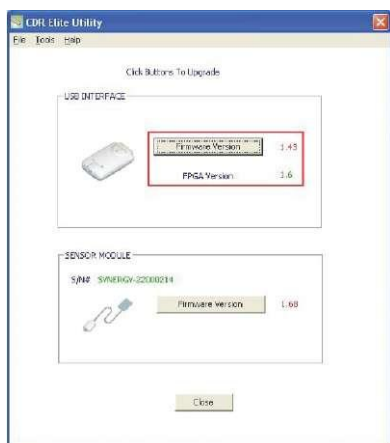 CDR Elite Utility
File Tools Help
Click Buttons To Upgrade
USB INTERFACE
Firmware Version 1.43
FPGA Version 1.6
SENSOR MODULE
S/N# SYNERGY-22000214
Firmware Version 1.68
Close